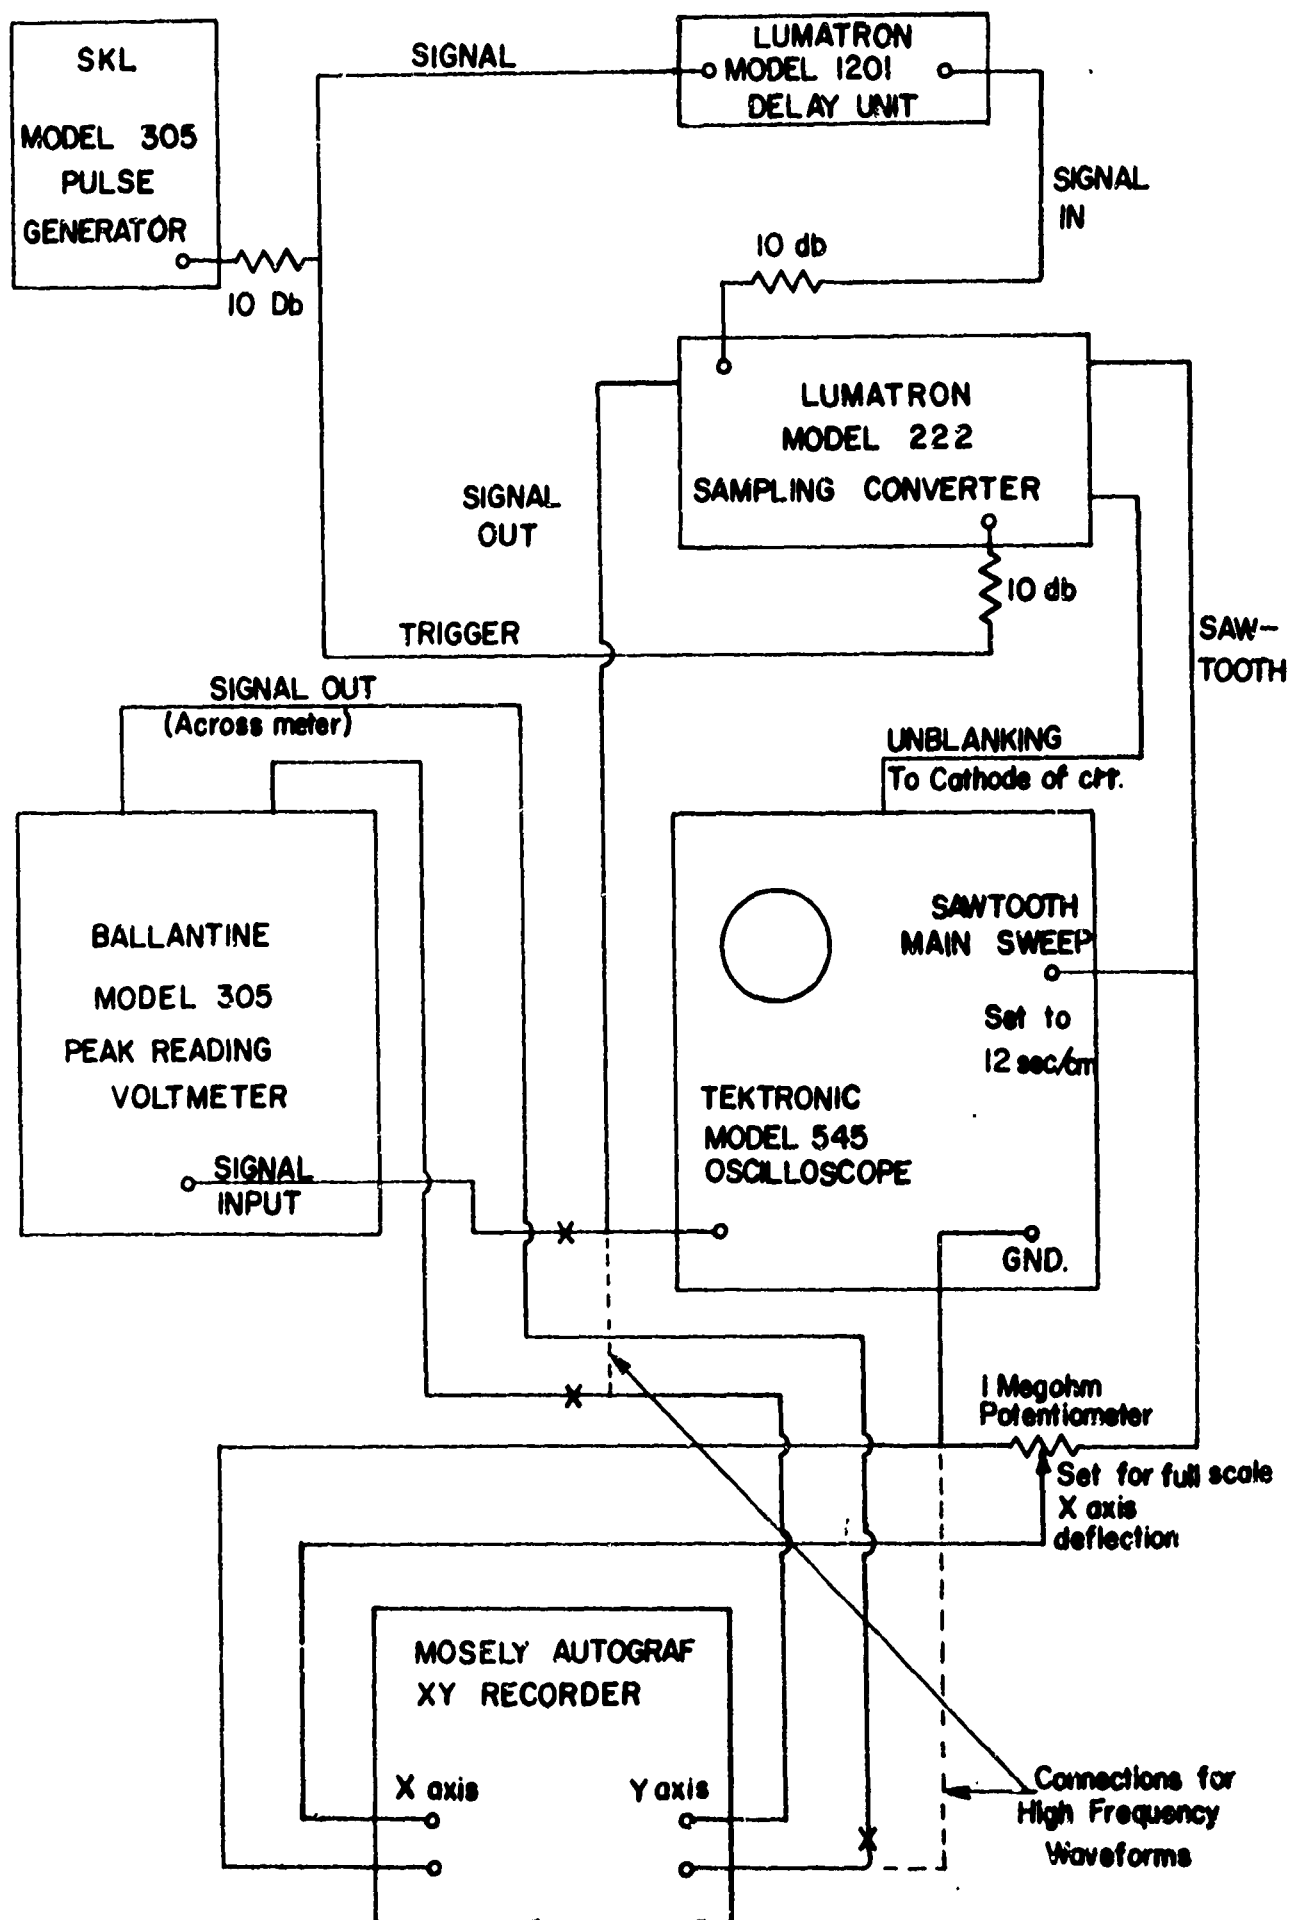 SKL
MODEL 305
PULSE
GENERATOR
10 Db
SIGNAL
LUMATRON
MODEL 1201
DELAY UNIT
SIGNAL
IN
10 db
LUMATRON
MODEL 222
SAMPLING CONVERTER
SIGNAL
OUT
10 db
TRIGGER
SAW-
TOOTH
SIGNAL OUT
(Across meter)
UNBLANKING
To Cathode of crt.
BALLANTINE
MODEL 305
PEAK READING
VOLTMETER
SIGNAL
INPUT
SAWTOOTH
MAIN SWEEP
Set to
12 sec/cm
TEKTRONIC
MODEL 545
OSCILLOSCOPE
GND.
1 Megohm
Potentiometer
Set for full scale
X axis
deflection
MOSELY AUTOGRAF
XY RECORDER
X axis
Y axis
Connections for
High Frequency
Waveforms